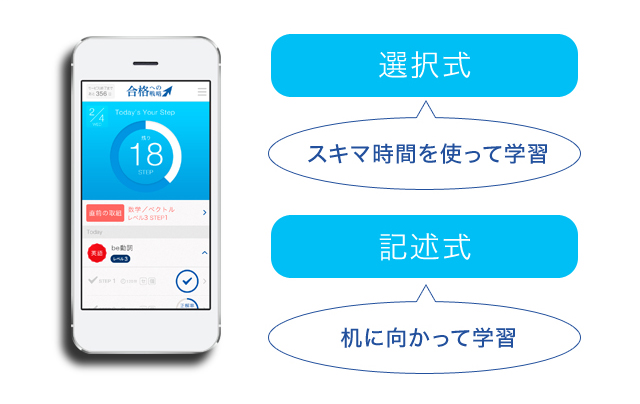 合格への戦略
2/4
Today's Your Step
残り
18
STEP
直前の取組
数学／ベクトル
レベル3 STEP1
Today
英語
be動詞
レベル3
STEP 1
選択式
スキマ時間を使って学習
記述式
机に向かって学習